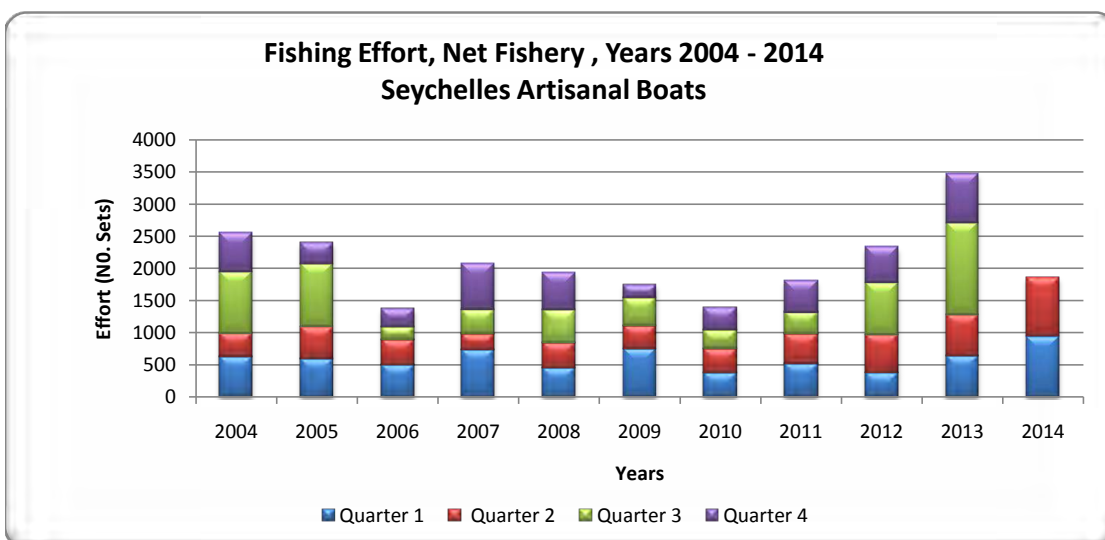 Fishing Effort, Net Fishery , Years 2004 - 2014
Seychelles Artisanal Boats
Effort (N0. Sets)
4000
3500
3000
2500
2000
1500
1000
500
0
2004 2005 2006 2007 2008 2009 2010 2011 2012 2013 2014
Years
Quarter 1 Quarter 2 Quarter 3 Quarter 4